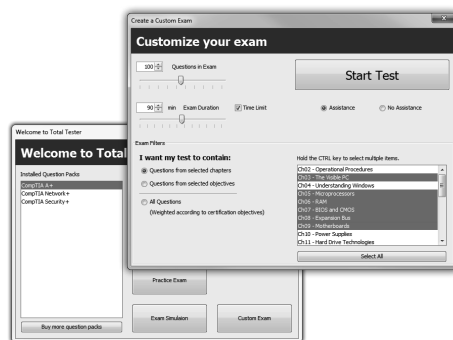 Create a Custom Exam
x
Customize your exam
100 Questions in Exam
Start Test
90 min Exam Duration Time Limit
Assistance No Assistance
Exam Filters
I want my test to contain:
Questions from selected chapters
Questions from selected objectives
All Questions
(Weighted according to certification objectives)
Hold the CTRL key to select multiple items.
Ch02 - Operational Procedures
Ch03 - The Visible PC
Ch04 - Understanding Windows
Ch05 - Microprocessors
Ch06 - RAM
Ch07 - BIOS and CMOS
Ch08 - Expansion Bus
Ch09 - Motherboards
Ch10 - Power Supplies
Ch11 - Hard Drive Technologies
Select All
Welcome to Total Tester
Welcome to Total
Installed Question Packs
CompTIA A+
CompTIA Network+
CompTIA Security+
Buy more question packs
Practice Exam
Exam Simulaion
Custom Exam